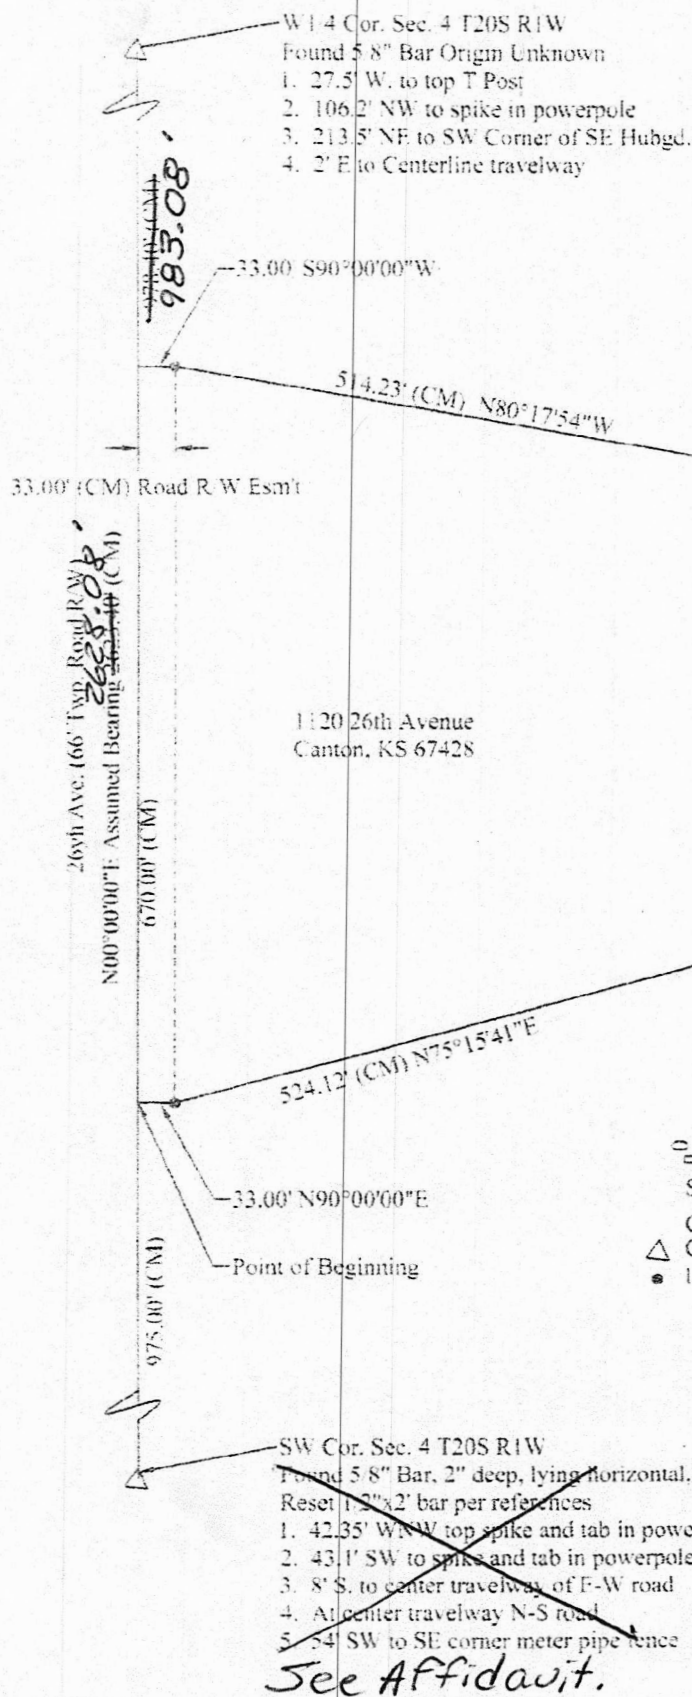 W1/4 Cor. Sec. 4 T20S R1W
Found 5/8" Bar Origin Unknown
1. 27.5' W. to top T Post
2. 106.2' NW to spike in powerpole
3. 213.5' NE to SW Corner of SE Hubgd.
4. 2' E to Centerline travelway
(CM)
983.08'
33.00 S90°00'00"W
514.23' (CM) N80°17'54"W
33.00' (CM) Road R/W Esm't
26yh Ave. (66' Twp. Road R/W)
2628.08'
N00°00'00"E Assumed Bearing (CM)
670.00' (CM)
1120 26th Avenue
Canton, KS 67428
524.12' (CM) N75°15'41"E
33.00' N90°00'00"E
Point of Beginning
975.00' (CM)
SW Cor. Sec. 4 T20S R1W
Found 5/8" Bar, 2" deep, lying horizontal.
Reset 1/2"x2' bar per references
1. 42.35' WNW top spike and tab in powe
2. 43.1' SW to spike and tab in powerpole
3. 8' S. to center travelway of E-W road
4. At center travelway N-S road
5. 54' SW to SE corner meter pipe fence
See Affidavit.